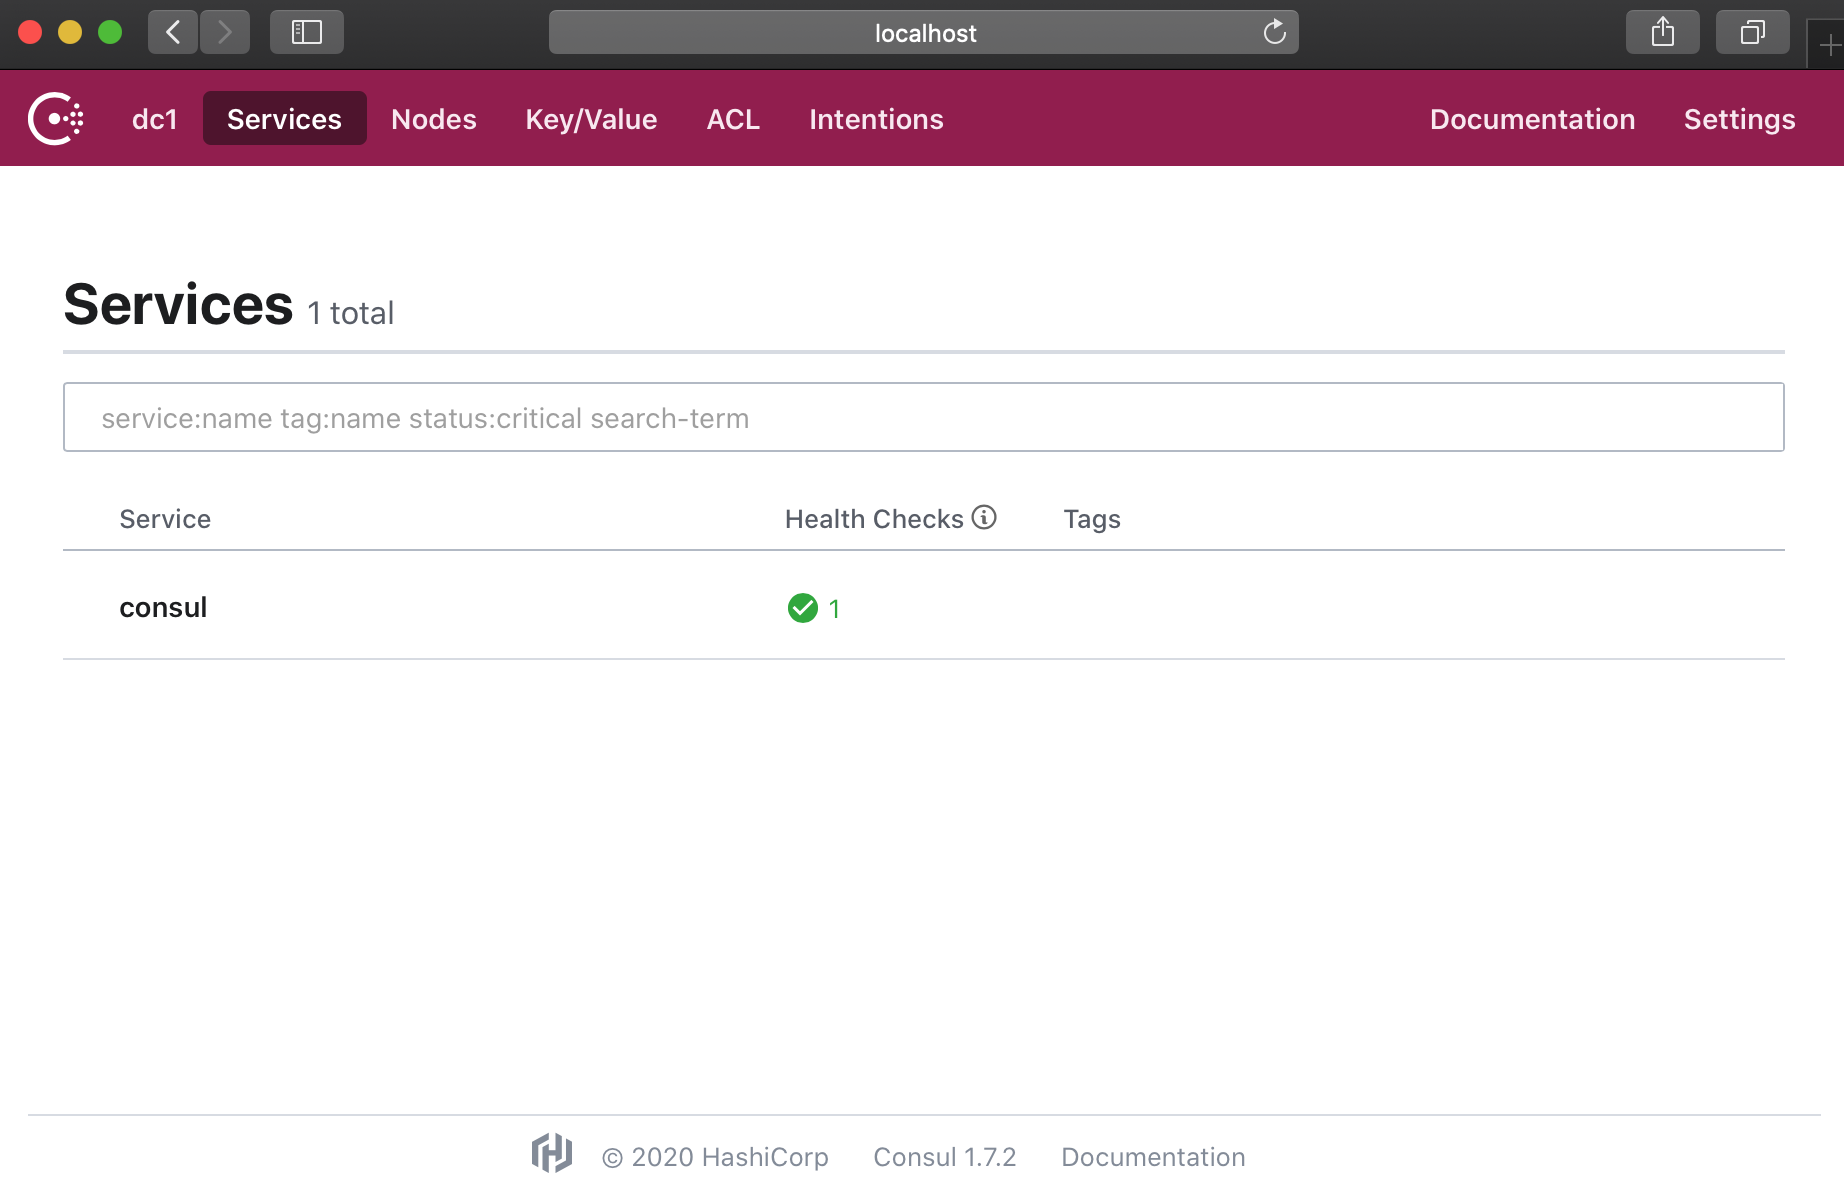 localhost
dc1 Services Nodes Key/Value ACL Intentions Documentation Settings
Services 1 total
service:name tag:name status:critical search-term
Service Health Checks Tags
consul 1
© 2020 HashiCorp Consul 1.7.2 Documentation